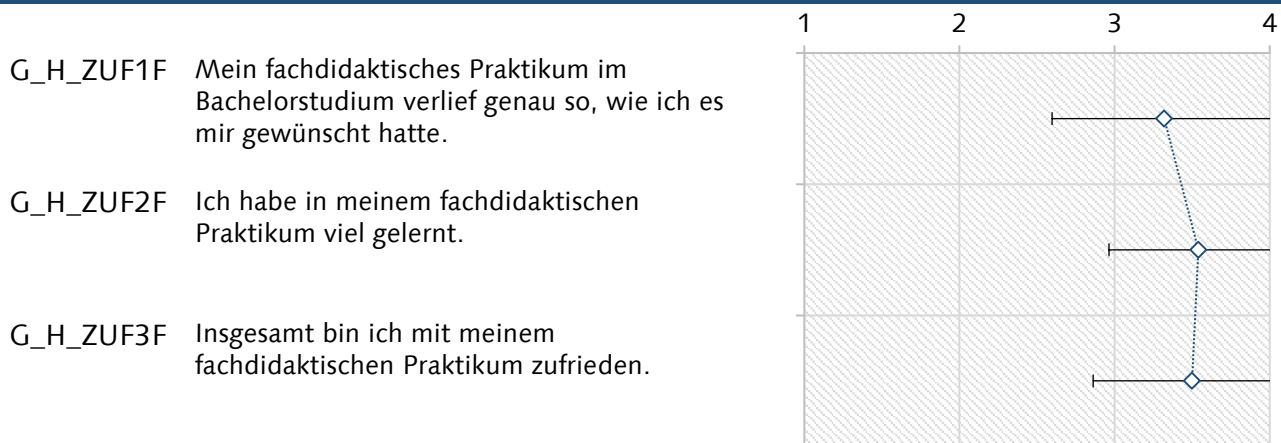 1 2 3 4
G_H_ZUF1F Mein fachdidaktisches Praktikum im
Bachelorstudium verlief genau so, wie ich es
mir gewünscht hatte.
G_H_ZUF2F Ich habe in meinem fachdidaktischen
Praktikum viel gelernt.
G_H_ZUF3F Insgesamt bin ich mit meinem
fachdidaktischen Praktikum zufrieden.